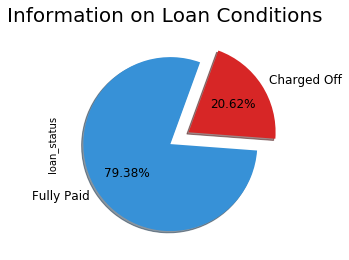 Information on Loan Conditions
Charged Off
20.62%
loan_status
79.38%
Fully Paid